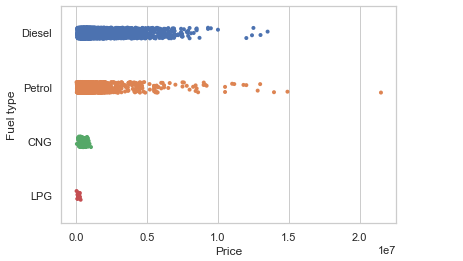 Diesel
Petrol
CNG
LPG
Fuel type
0.0 0.5 1.0 1.5 2.0
Price
1e7